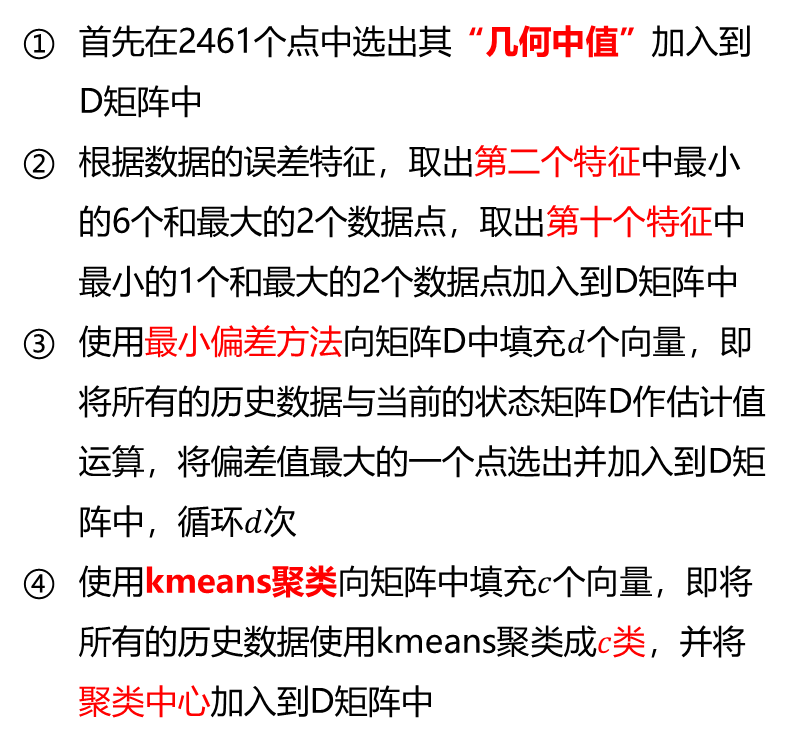 ① 首先在2461个点中选出其“几何中值”加入到
D矩阵中
② 根据数据的误差特征，取出第二个特征中最小
的6个和最大的2个数据点，取出第十个特征中
最小的1个和最大的2个数据点加入到D矩阵中
③ 使用最小偏差方法向矩阵D中填充d个向量，即
将所有的历史数据与当前的状态矩阵D作估计值
运算，将偏差值最大的一个点选出并加入到D矩
阵中，循环d次
④ 使用kmeans聚类向矩阵中填充c个向量，即将
所有的历史数据使用kmeans聚类成c类，并将
聚类中心加入到D矩阵中